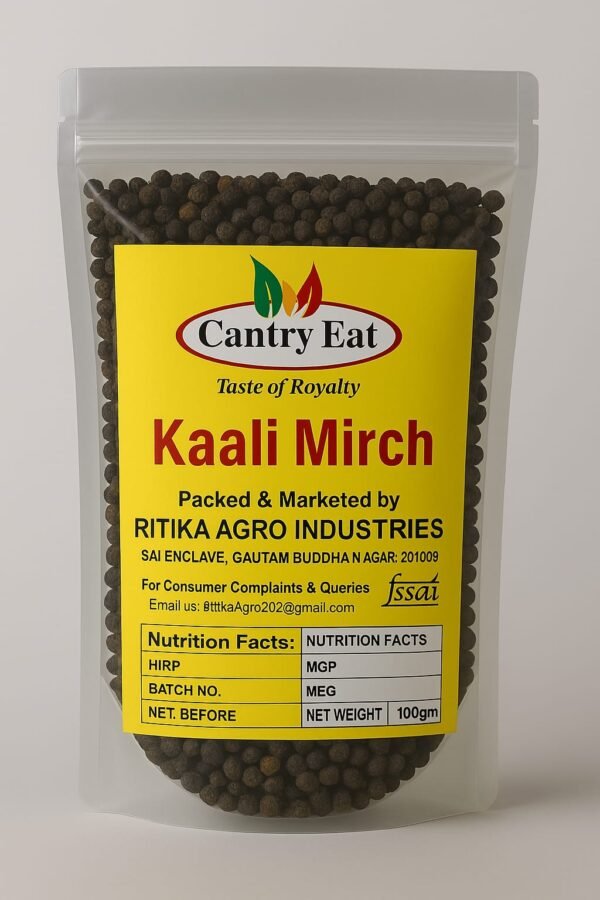 Cantry Eat
Taste of Royalty
Kaali Mirch
Packed & Marketed by
RITIKA AGRO INDUSTRIES
SAI ENCLAVE, GAUTAM BUDDHA N AGAR: 201009
For Consumer Complaints & Queries
fssaí
Email us: @tttkaAgro202@gmail.com
Nutrition Facts: NUTRITION FACTS
HIRP MGP
BATCH NO. MEG
NET. BEFORE NET WEIGHT 100gm